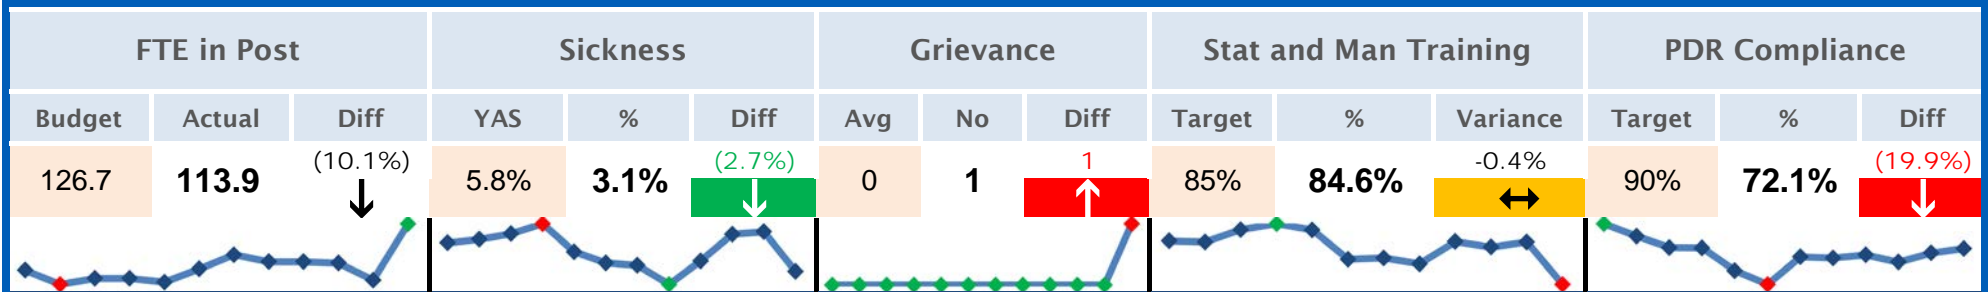 FTE in Post Sickness Grievance Stat and Man Training PDR Compliance
Budget Actual Diff YAS % Diff Avg No Diff Target % Variance Target % Diff
126.7 113.9 (10.1%) 5.8% 3.1% (2.7%) 0 1 1 85% 84.6% -0.4% 90% 72.1% (19.9%)